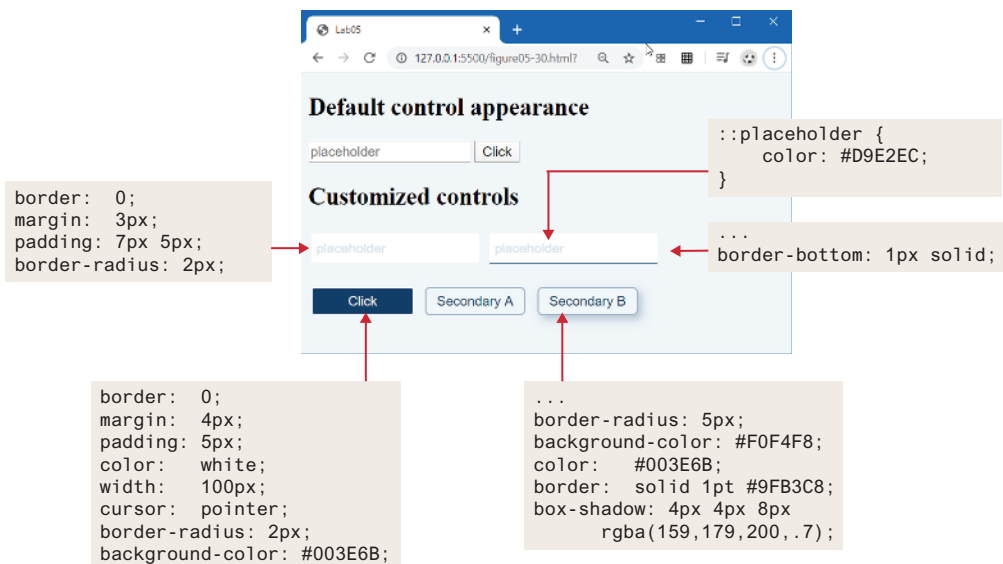 Lab05
127.0.0.1:5500/figure05-30.html?
Default control appearance
placeholder Click
Customized controls
placeholder placeholder
Click Secondary A Secondary B
::placeholder {
color: #D9E2EC;
}
border: 0;
margin: 3px;
padding: 7px 5px;
border-radius: 2px;
...
border-bottom: 1px solid;
border: 0;
margin: 4px;
padding: 5px;
color: white;
width: 100px;
cursor: pointer;
border-radius: 2px;
background-color: #003E6B;
...
border-radius: 5px;
background-color: #F0F4F8;
color: #003E6B;
border: solid 1pt #9FB3C8;
box-shadow: 4px 4px 8px
rgba(159,179,200,.7);